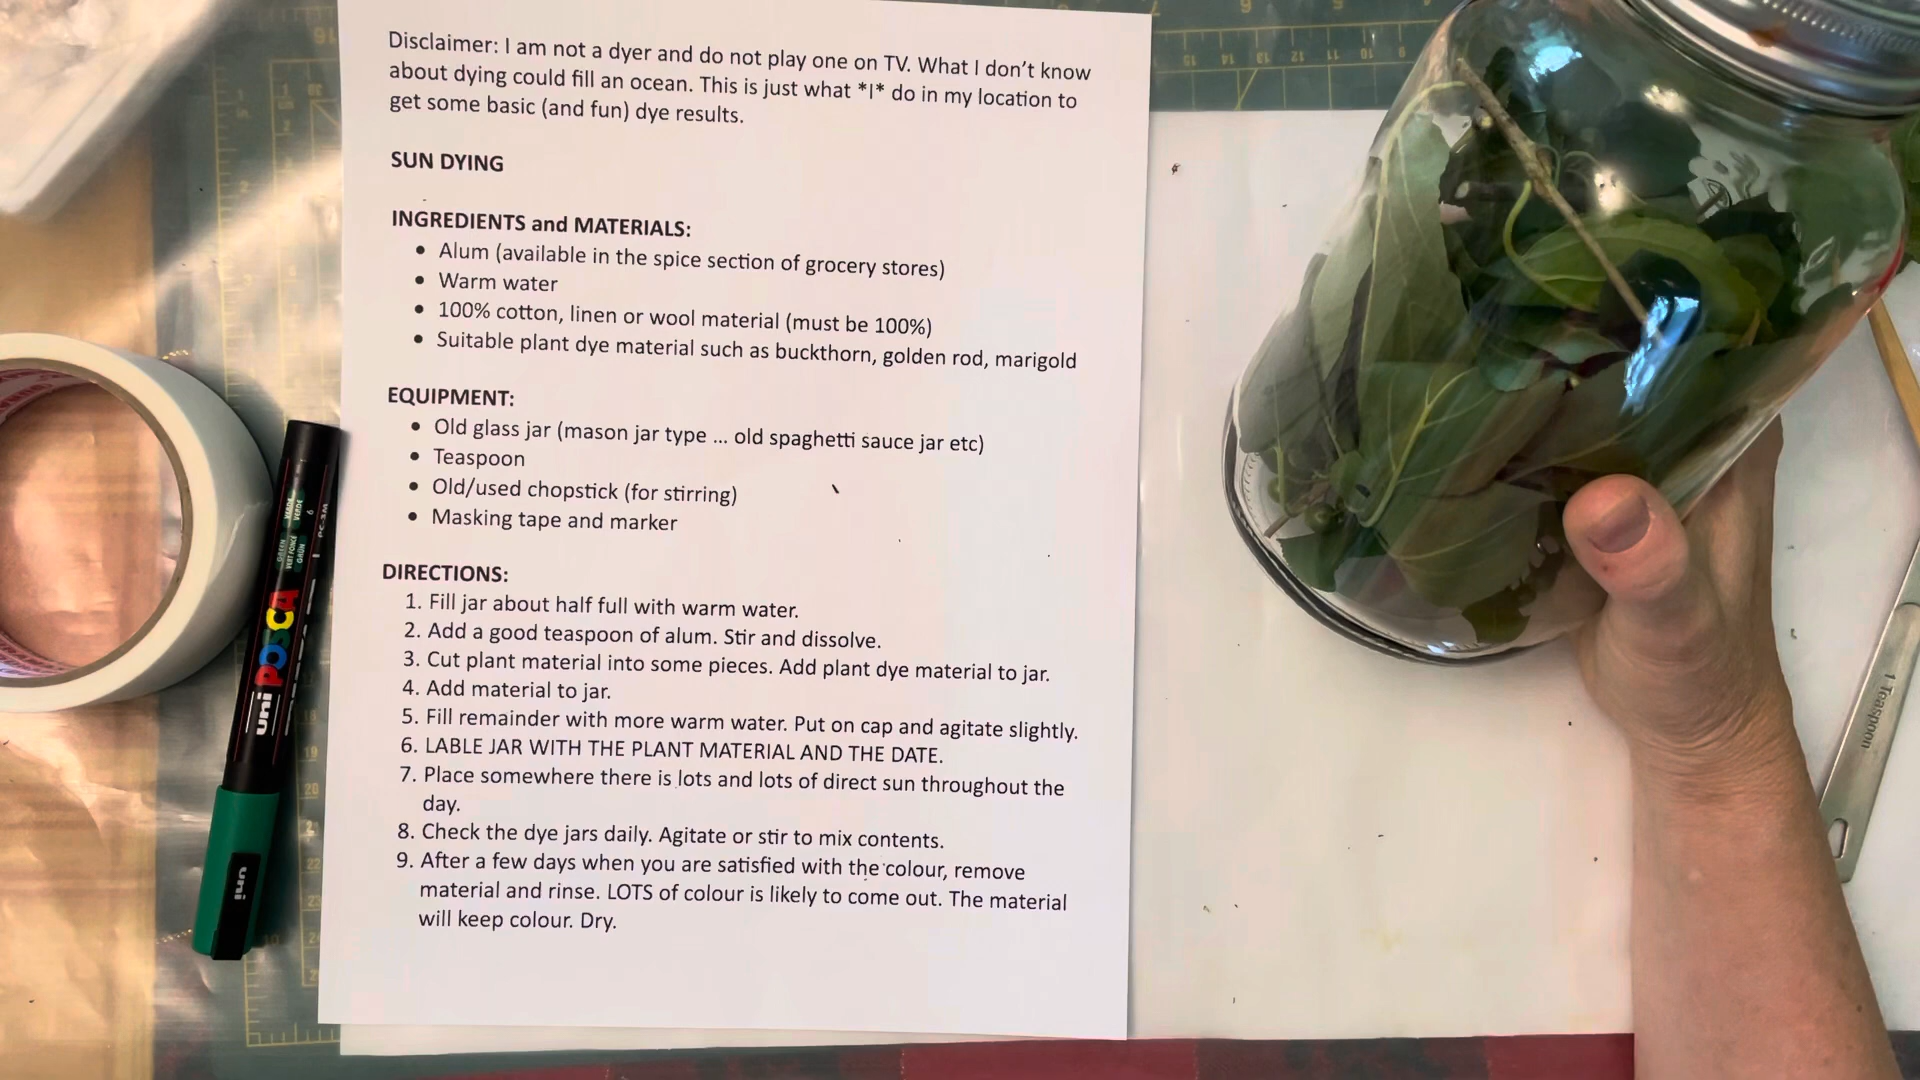 Disclaimer: I am not a dyer and do not play one on TV. What I don't know
about dying could fill an ocean. This is just what *I* do in my location to
get some basic (and fun) dye results.
SUN DYING
INGREDIENTS and MATERIALS:
• Alum (available in the spice section of grocery stores)
• Warm water
• 100% cotton, linen or wool material (must be 100%)
• Suitable plant dye material such as buckthorn, golden rod, marigold
EQUIPMENT:
• Old glass jar (mason jar type ... old spaghetti sauce jar etc)
• Teaspoon
• Old/used chopstick (for stirring)
• Masking tape and marker
DIRECTIONS:
1. Fill jar about half full with warm water.
2. Add a good teaspoon of alum. Stir and dissolve.
3. Cut plant material into some pieces. Add plant dye material to jar.
4. Add material to jar.
5. Fill remainder with more warm water. Put on cap and agitate slightly.
6. LABLE JAR WITH THE PLANT MATERIAL AND THE DATE.
7. Place somewhere there is lots and lots of direct sun throughout the
day.
8. Check the dye jars daily. Agitate or stir to mix contents.
9. After a few days when you are satisfied with the colour, remove
material and rinse. LOTS of colour is likely to come out. The material
will keep colour. Dry.
uni POSCA
uni
1 Teaspoon